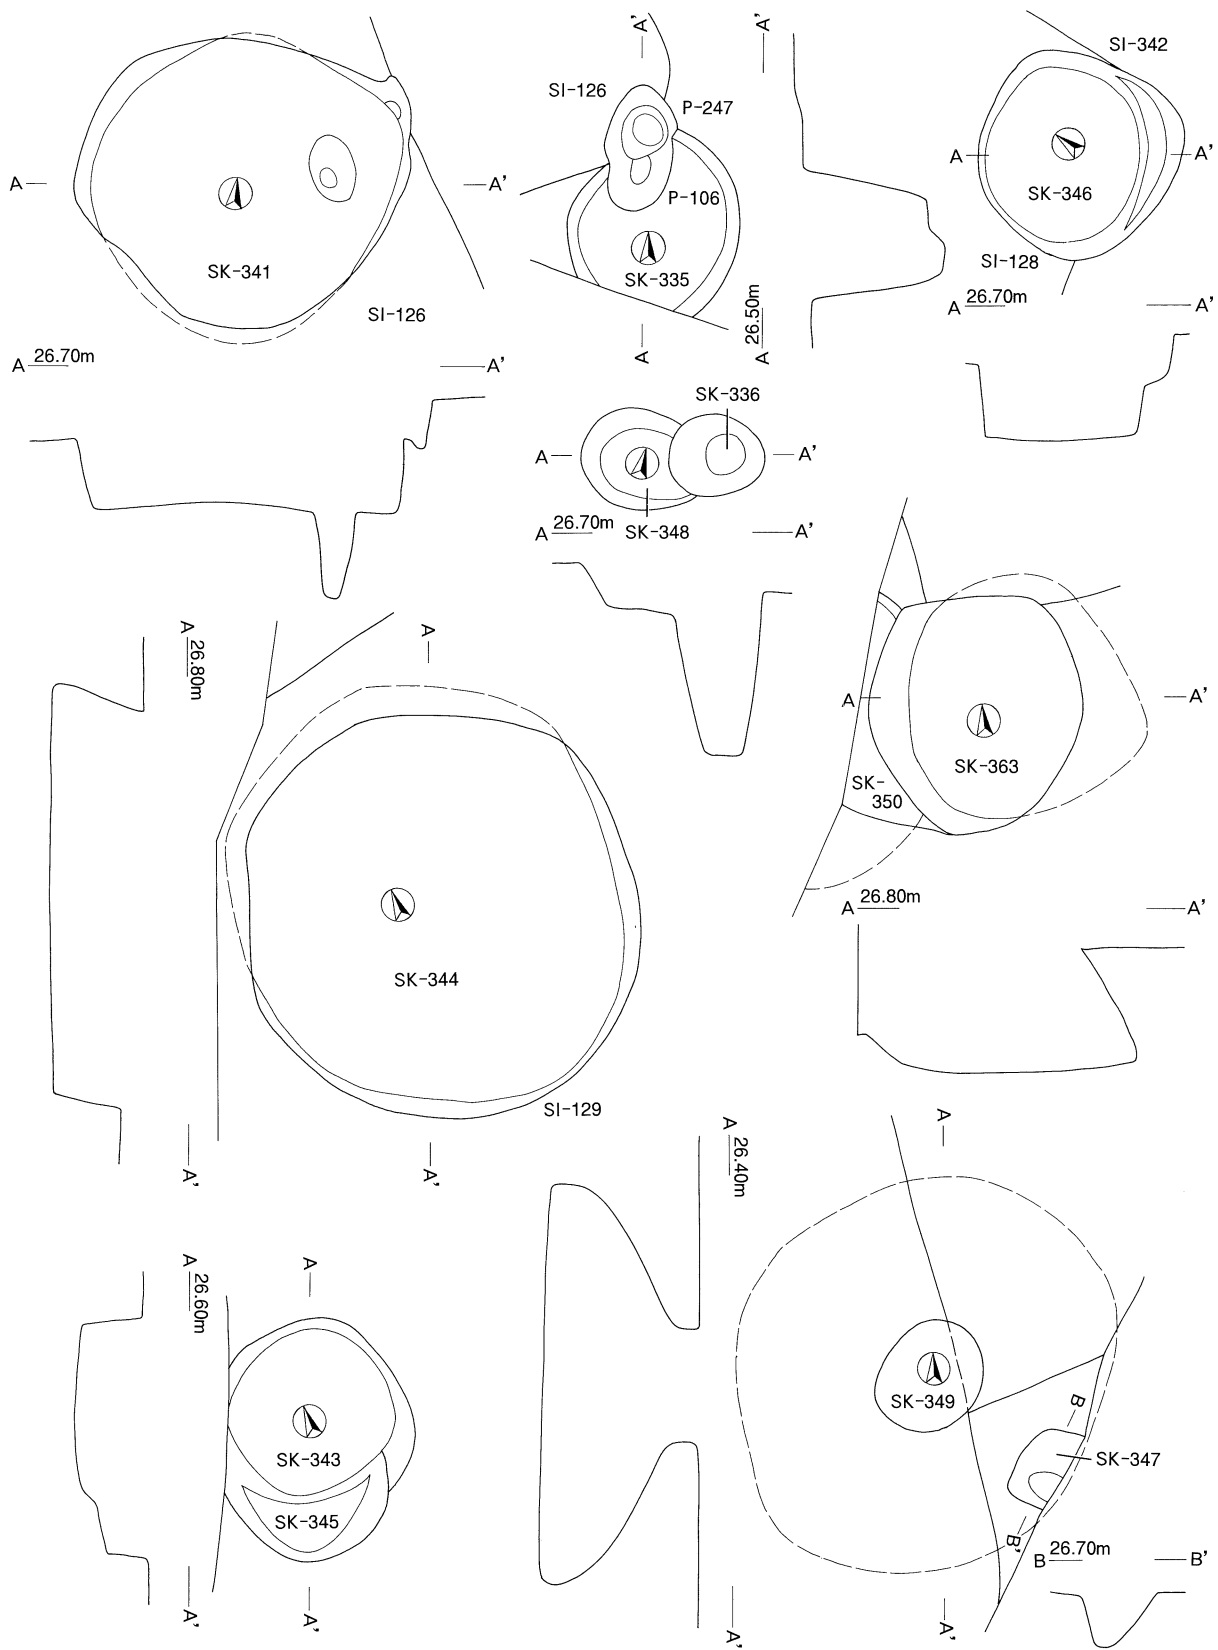 SI-126
A
A'
SK-341
SI-126
A 26.70m
A'
A'
SI-126
P-247
P-106
SK-335
A
A'
A 26.50m
SI-342
A
A'
SK-346
SI-128
A 26.70m
A'
SK-336
A
A'
SK-348
A 26.70m
A'
A
A'
SK-363
SK-
350
A 26.80m
A'
A 26.80m
A'
A
SK-344
SI-129
A'
A 26.60m
A'
A
SK-343
SK-345
A'
A 26.40m
A'
A
SK-349
A'
B
SK-347
B'
B 26.70m
B'